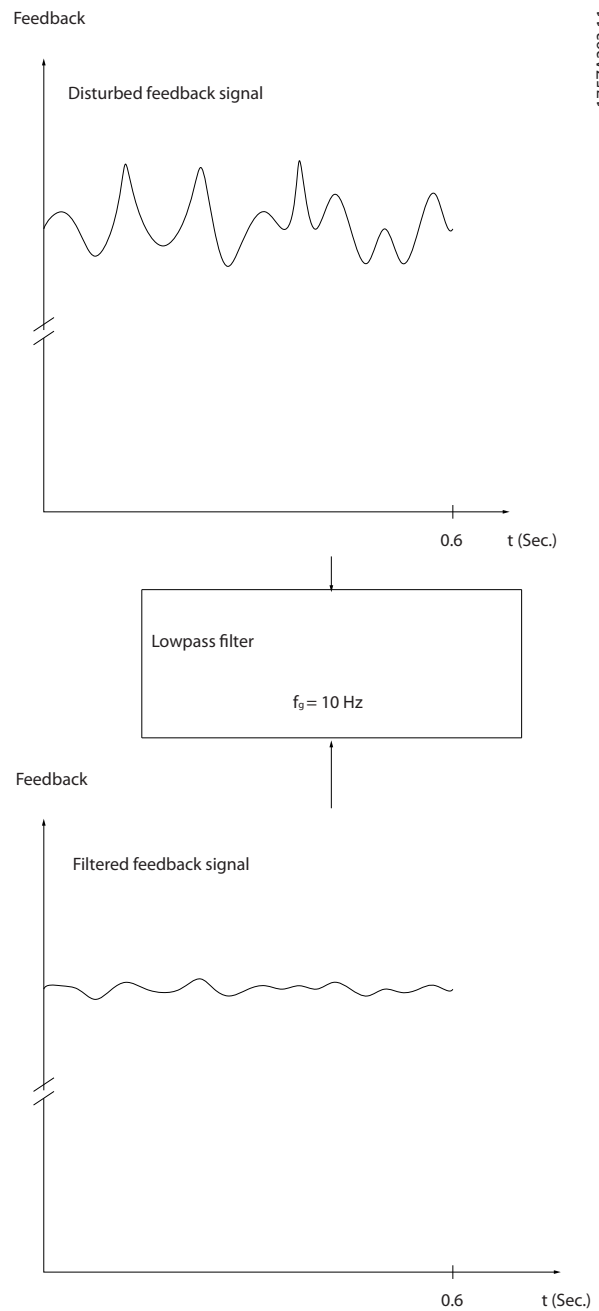 Feedback
Disturbed feedback signal
0.6 t (Sec.)
Lowpass filter
fg = 10 Hz
Feedback
Filtered feedback signal
0.6 t (Sec.)